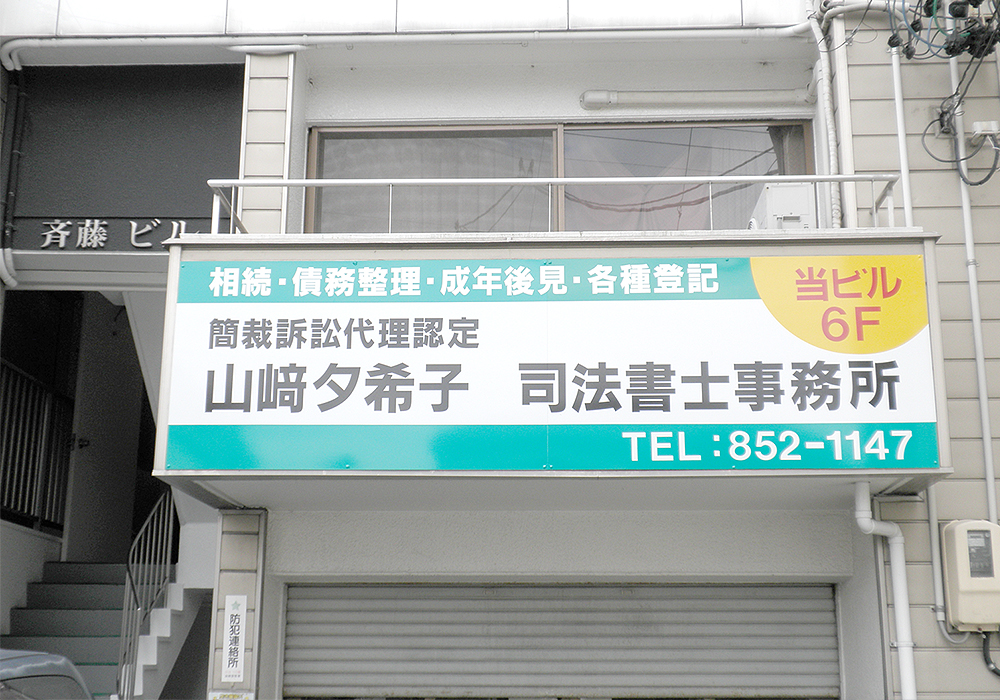 斉藤 ビル
相続・債務整理・成年後見・各種登記
当ビル
6F
簡裁訴訟代理認定
山﨑夕希子 司法書士事務所
TEL:852-1147
防犯連絡所